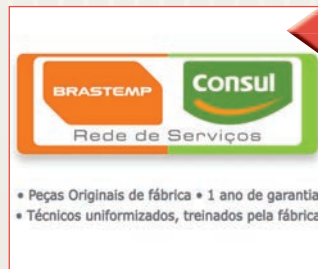 BRASTEMP
Consul
Rede de Serviços
• Peças Originais de fábrica • 1 ano de garantia
• Técnicos uniformizados, treinados pela fábrica